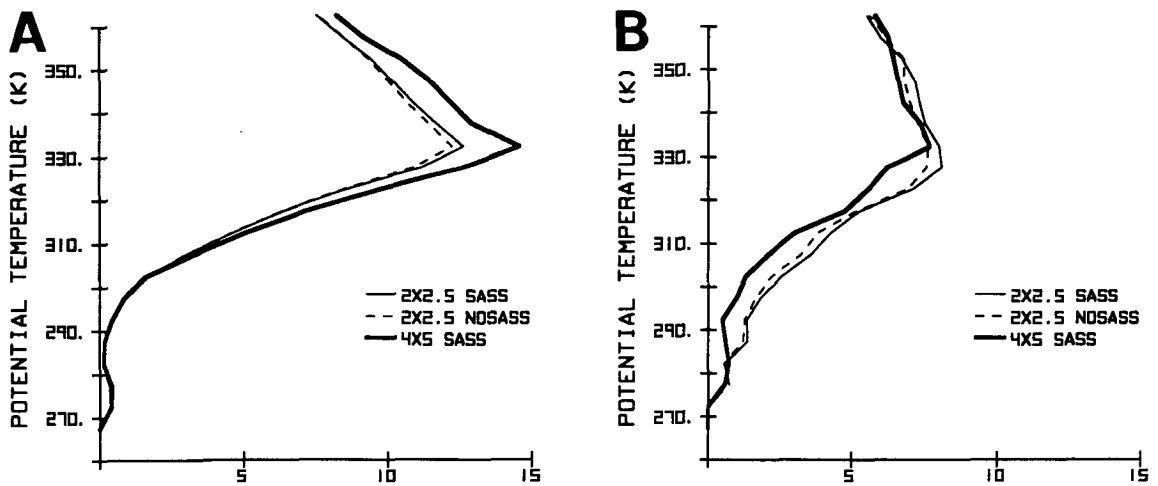 A
POTENTIAL TEMPERATURE (K)
350.
330.
310.
290.
270.
5
10
15
2X2.5 SASS
2X2.5 NOSASS
4X5 SASS
B
POTENTIAL TEMPERATURE (K)
350.
330.
310.
290.
270.
5
10
15
2X2.5 SASS
2X2.5 NOSASS
4X5 SASS